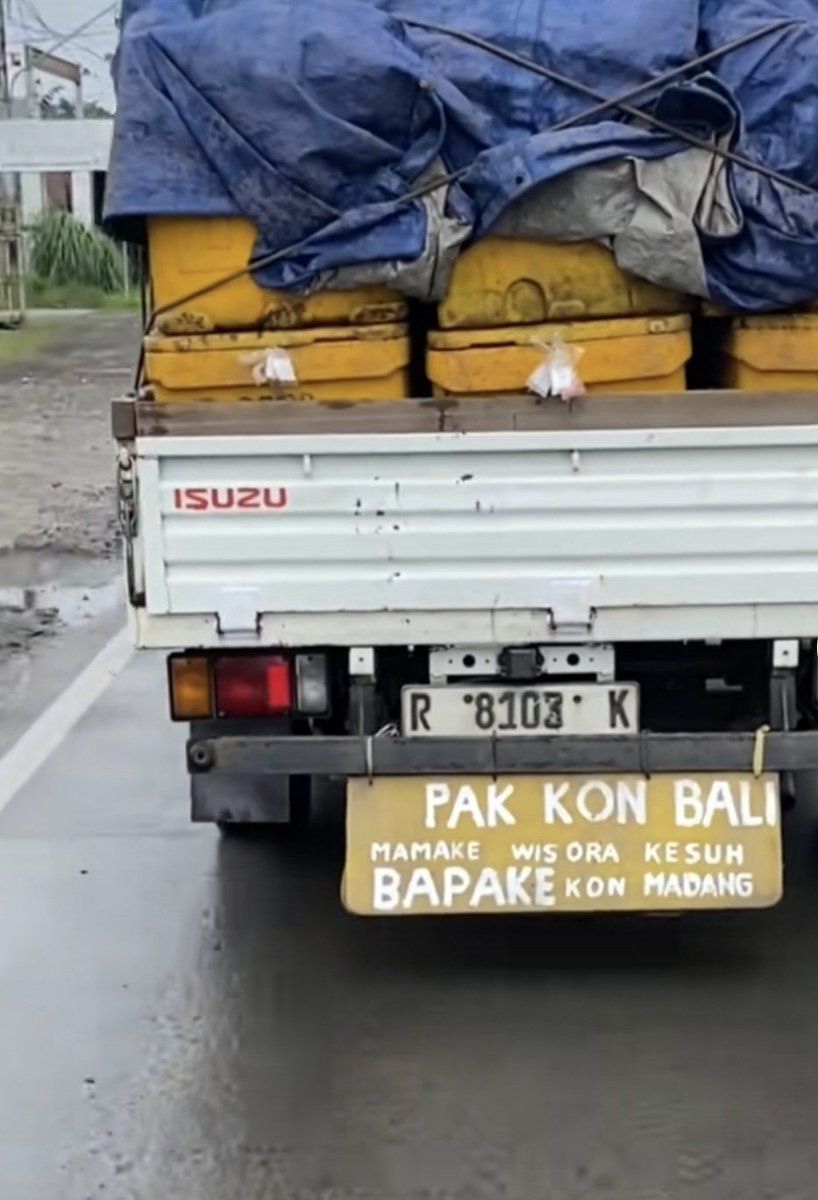 ISUZU
R 8103 K
PAK KON BALI
MAMAKE WIS ORA KESUH
BAPAKE KON MADANG